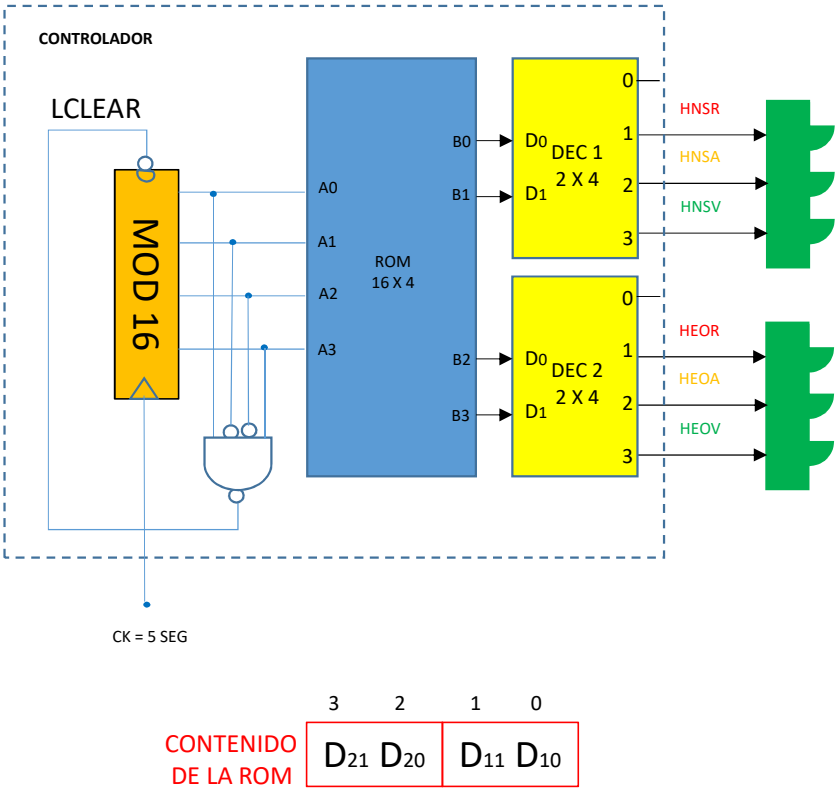 CONTROLADOR
LCLEAR
MOD 16
A0
A1
A2
A3
ROM
16 X 4
B0
B1
B2
B3
D0
D1
DEC 1
2 X 4
0
1
2
3
HNSR
HNSA
HNSV
D0
D1
DEC 2
2 X 4
0
1
2
3
HEOR
HEOA
HEOV
CK = 5 SEG
3 2 1 0
CONTENIDO
DE LA ROM
D21 D20 D11 D10